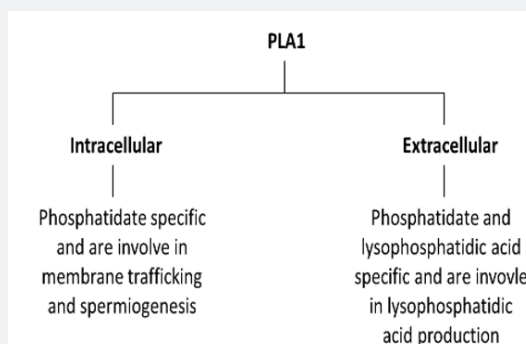 PLA1
Intracellular
Extracellular
Phosphatidate specific
and are involve in
membrane trafficking
and spermiogenesis
Phosphatidate and
lysophosphatidic acid
specific and are invovle
in lysophosphatidic
acid production